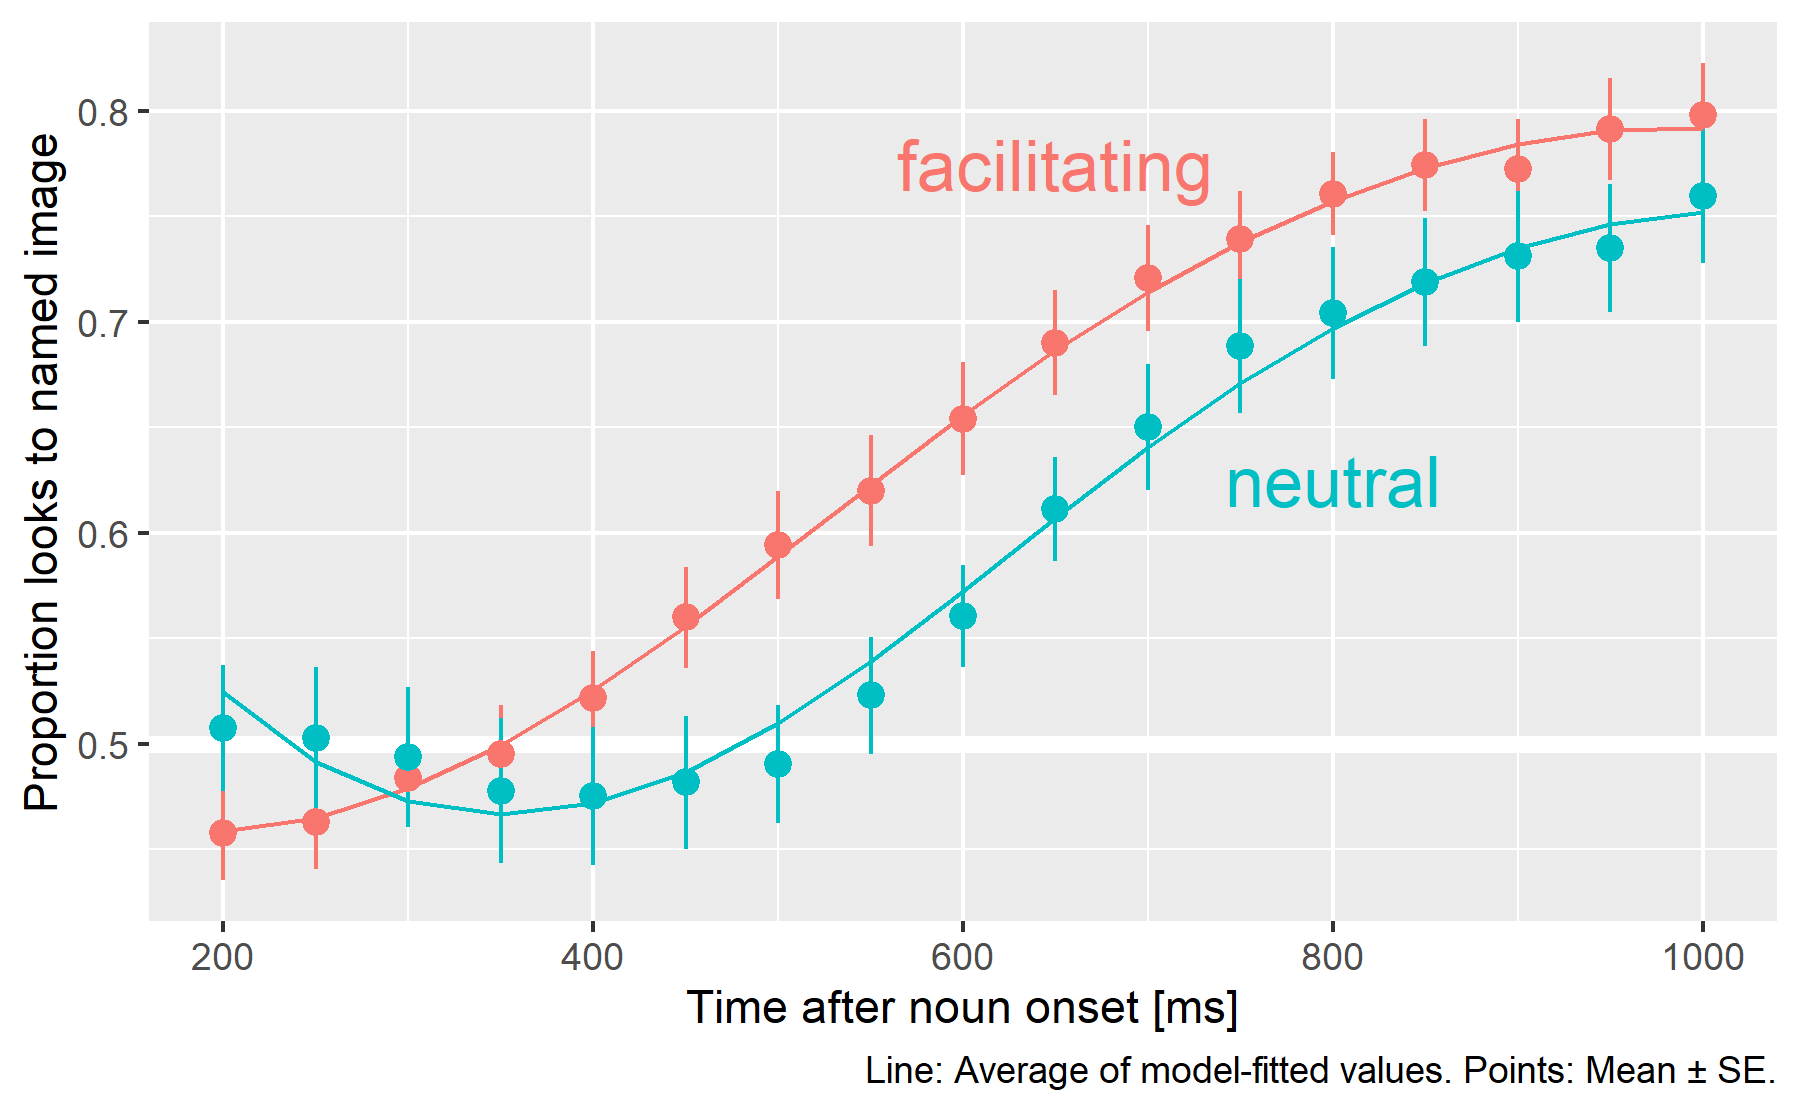 Proportion looks to named image
0.8
0.7
0.6
0.5
facilitating
neutral
200 400 600 800 1000
Time after noun onset [ms]
Line: Average of model-fitted values. Points: Mean ± SE.